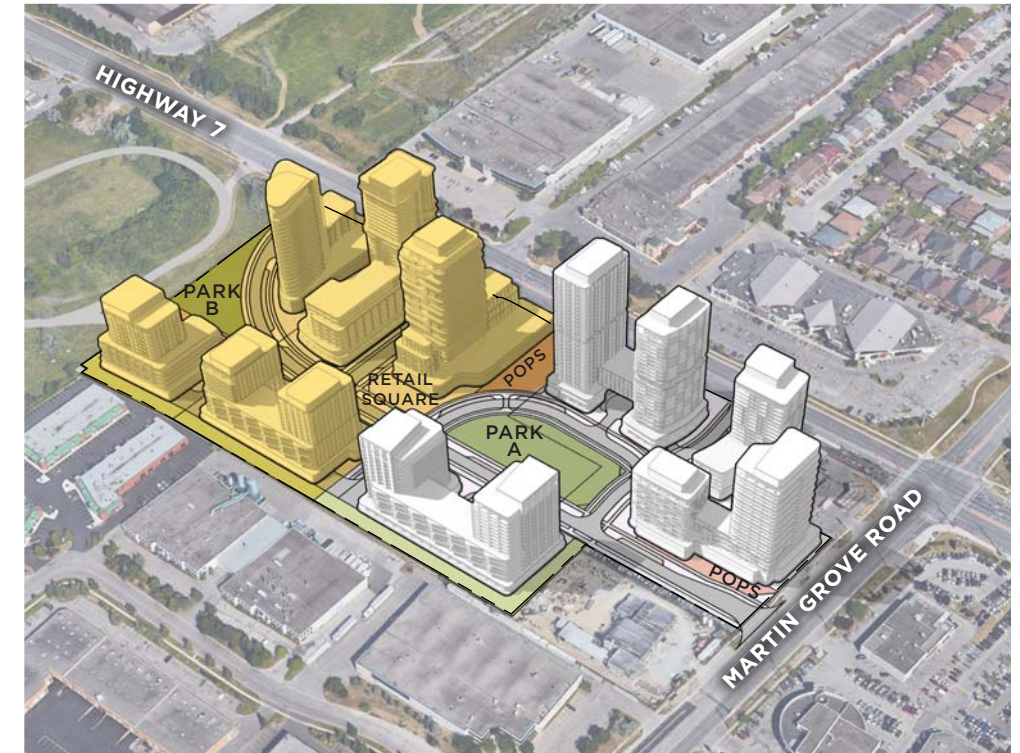 HIGHWAY 7
PARK
B
RETAIL
SQUARE
POPS
PARK
A
POPS
MARTIN GROVE ROAD